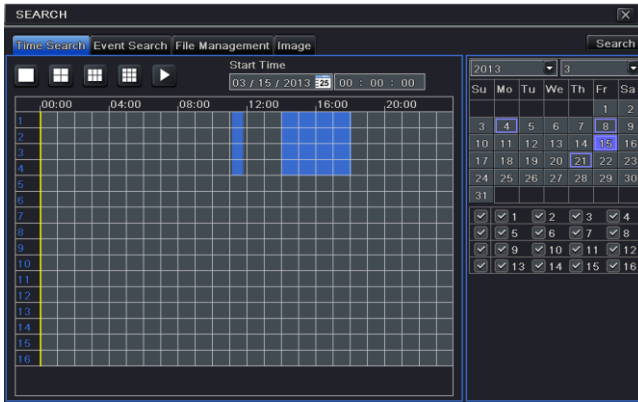 SEARCH
Time Search Event Search File Management Image Search
Start Time
03 / 15 / 2013 25 00 : 00 : 00
00:00 04:00 08:00 12:00 16:00 20:00
1
2
3
4
5
6
7
8
9
10
11
12
13
14
15
16
2013 3
Su Mo Tu We Th Fr Sa
1 2
3 4 5 6 7 8 9
10 11 12 13 14 15 16
17 18 19 20 21 22 23
24 25 26 27 28 29 30
31
1 2 3 4
5 6 7 8
9 10 11 12
13 14 15 16